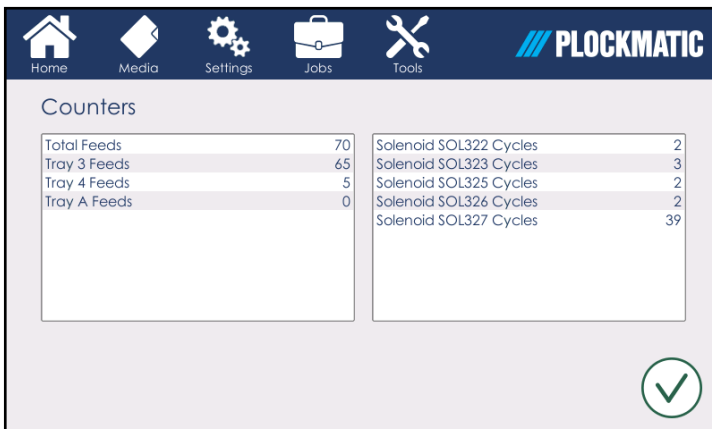 Home Media Settings Jobs Tools PLOCKMATIC
Counters
Total Feeds 70
Tray 3 Feeds 65
Tray 4 Feeds 5
Tray A Feeds 0
Solenoid SOL322 Cycles 2
Solenoid SOL323 Cycles 3
Solenoid SOL325 Cycles 2
Solenoid SOL326 Cycles 2
Solenoid SOL327 Cycles 39